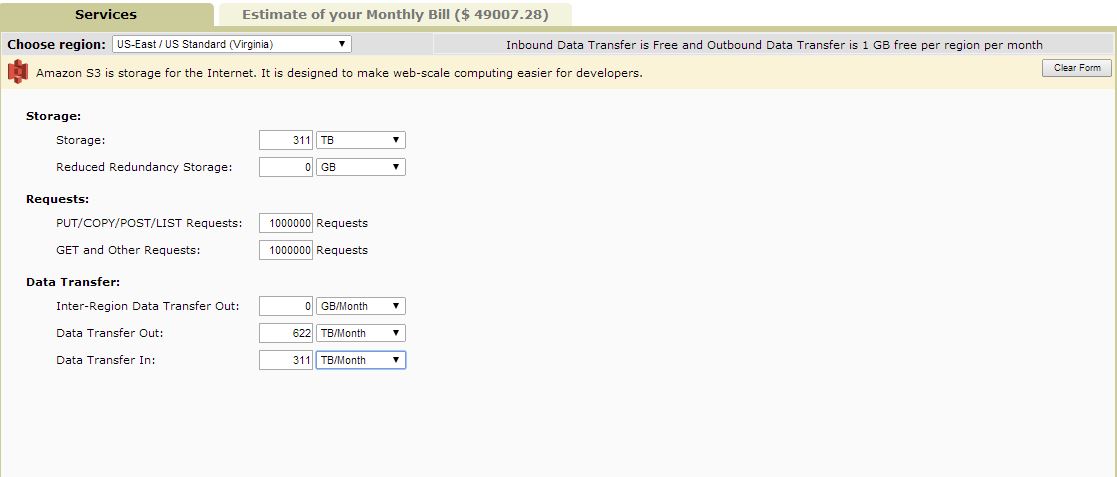 Services Estimate of your Monthly Bill ($ 49007.28)
Choose region: US-East / US Standard (Virginia) Inbound Data Transfer is Free and Outbound Data Transfer is 1 GB free per region per month
Amazon S3 is storage for the Internet. It is designed to make web-scale computing easier for developers. Clear Form
Storage:
Storage: 311 TB
Reduced Redundancy Storage: 0 GB
Requests:
PUT/COPY/POST/LIST Requests: 1000000 Requests
GET and Other Requests: 1000000 Requests
Data Transfer:
Inter-Region Data Transfer Out: 0 GB/Month
Data Transfer Out: 622 TB/Month
Data Transfer In: 311 TB/Month